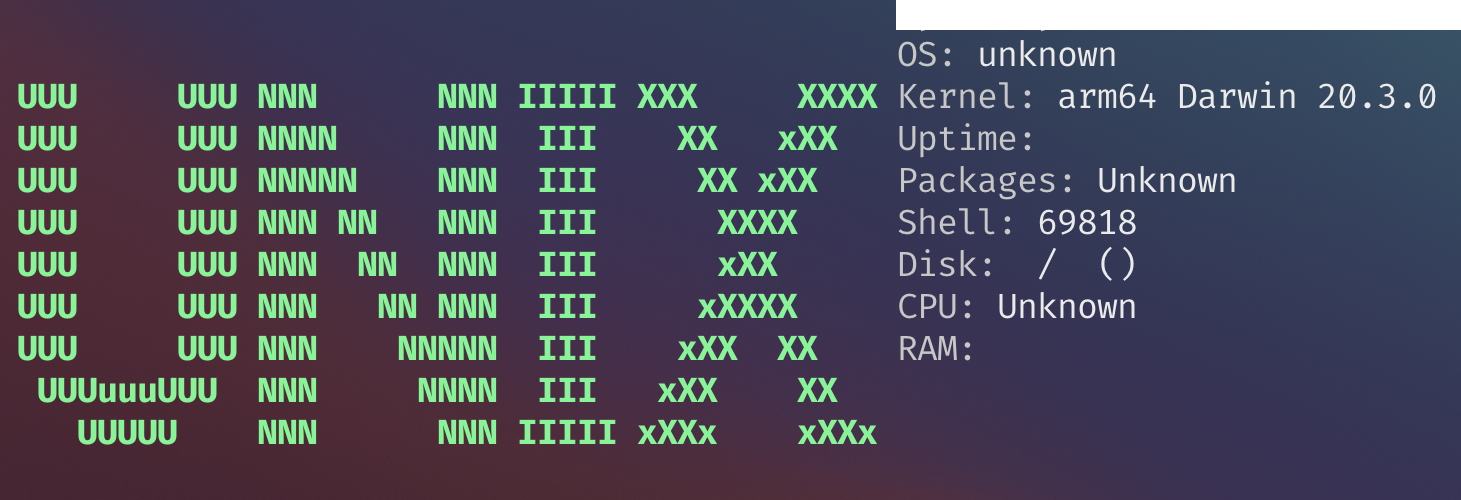 OS: unknown
UUU     UUU NNN      NNN IIIII XXX     XXXX Kernel: arm64 Darwin 20.3.0
UUU     UUU NNNN     NNN  III    XX   xXX   Uptime:
UUU     UUU NNNNN    NNN  III     XX xXX    Packages: Unknown
UUU     UUU NNN NN   NNN  III      XXXX     Shell: 69818
UUU     UUU NNN  NN  NNN  III      xXX      Disk:  /  ()
UUU     UUU NNN   NN NNN  III     xXXXX     CPU: Unknown
UUU     UUU NNN    NNNNN  III    xXX  XX    RAM:
 UUUuuuUUU  NNN     NNNN  III   xXX    XX
   UUUUU    NNN      NNN IIIII xXXx    xXXx